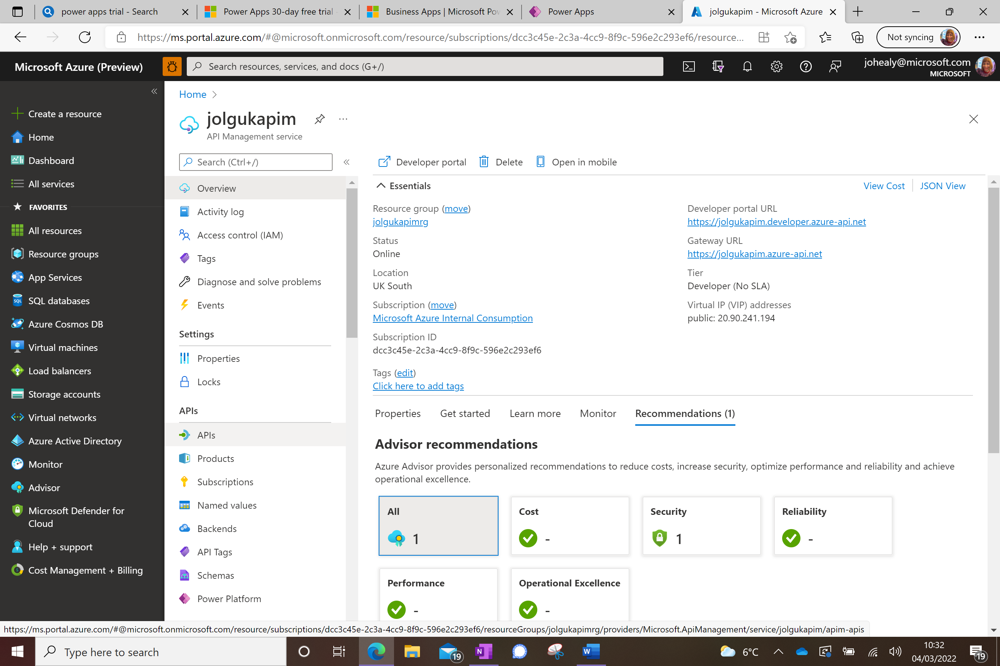 power apps trial - Search
Power Apps 30-day free trial -
Business Apps | Microsoft Pow
Power Apps
jolgukapim - Microsoft Azure
https://ms.portal.azure.com/#@microsoft.onmicrosoft.com/resource/subscriptions/dcc3c45e-2c3a-4cc9-8f9c-596e2c293ef6/resource...
Not syncing
Microsoft Azure (Preview)
Search resources, services, and docs (G+/)
johealy@microsoft.com
MICROSOFT
Create a resource
Home
Dashboard
All services
FAVORITES
All resources
Resource groups
App Services
SQL
SQL databases
Azure Cosmos DB
Virtual machines
Load balancers
Storage accounts
Virtual networks
Azure Active Directory
Monitor
Advisor
Microsoft Defender for
Cloud
Help + support
Cost Management + Billing
Home >
jolgukapim
API Management service
Search (Ctrl+/)
Overview
Activity log
Access control (IAM)
Tags
Diagnose and solve problems
Events
Settings
Properties
Locks
APIs
APIs
Products
Subscriptions
Named values
Backends
API Tags
Schemas
Power Platform
Developer portal
Delete
Open in mobile
Essentials
View Cost
JSON View
Resource group (move)
jolgukapimrg
Status
Online
Location
UK South
Subscription (move)
Microsoft Azure Internal Consumption
Subscription ID
dcc3c45e-2c3a-4cc9-8f9c-596e2c293ef6
Tags (edit)
Click here to add tags
Developer portal URL
https://jolgukapim.developer.azure-api.net
Gateway URL
https://jolgukapim.azure-api.net
Tier
Developer (No SLA)
Virtual IP (VIP) addresses
public: 20.90.241.194
Properties
Get started
Learn more
Monitor
Recommendations (1)
Advisor recommendations
Azure Advisor provides personalized recommendations to reduce costs, increase security, optimize performance and reliability and achieve
operational excellence.
All
1
Cost
-
Security
1
Reliability
-
Performance
-
Operational Excellence
-
https://ms.portal.azure.com/#@microsoft.onmicrosoft.com/resource/subscriptions/dcc3c45e-2c3a-4cc9-8f9c-596e2c293ef6/resourceGroups/jolgukapimrg/providers/Microsoft.ApiManagement/service/jolgukapim/apim-apis
Type here to search
19
N
W
6°C
10:32
04/03/2022
19